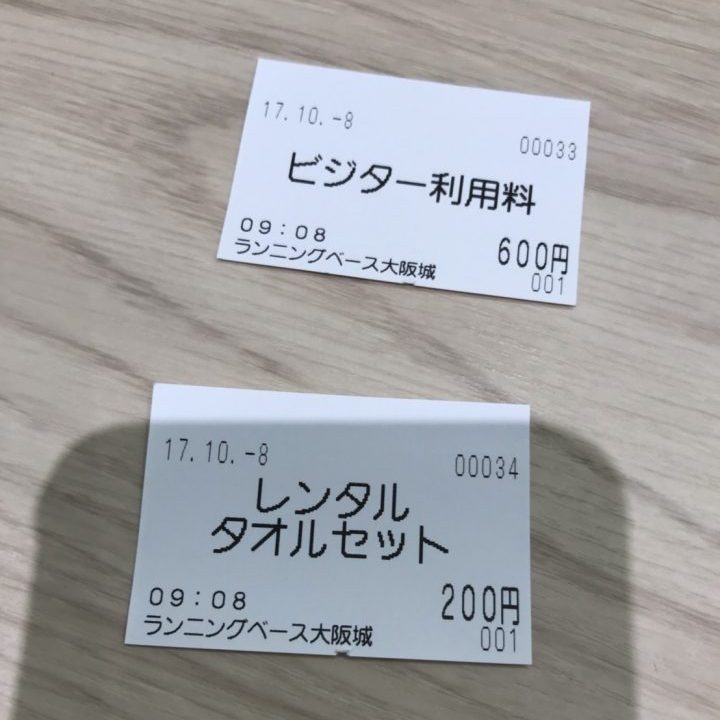 17.10.-8
00033
ビジター利用料
09:08
600円
ランニングベース大阪城
001
17.10.-8
00034
レンタル
タオルセット
09:08
200円
ランニングベース大阪城
001